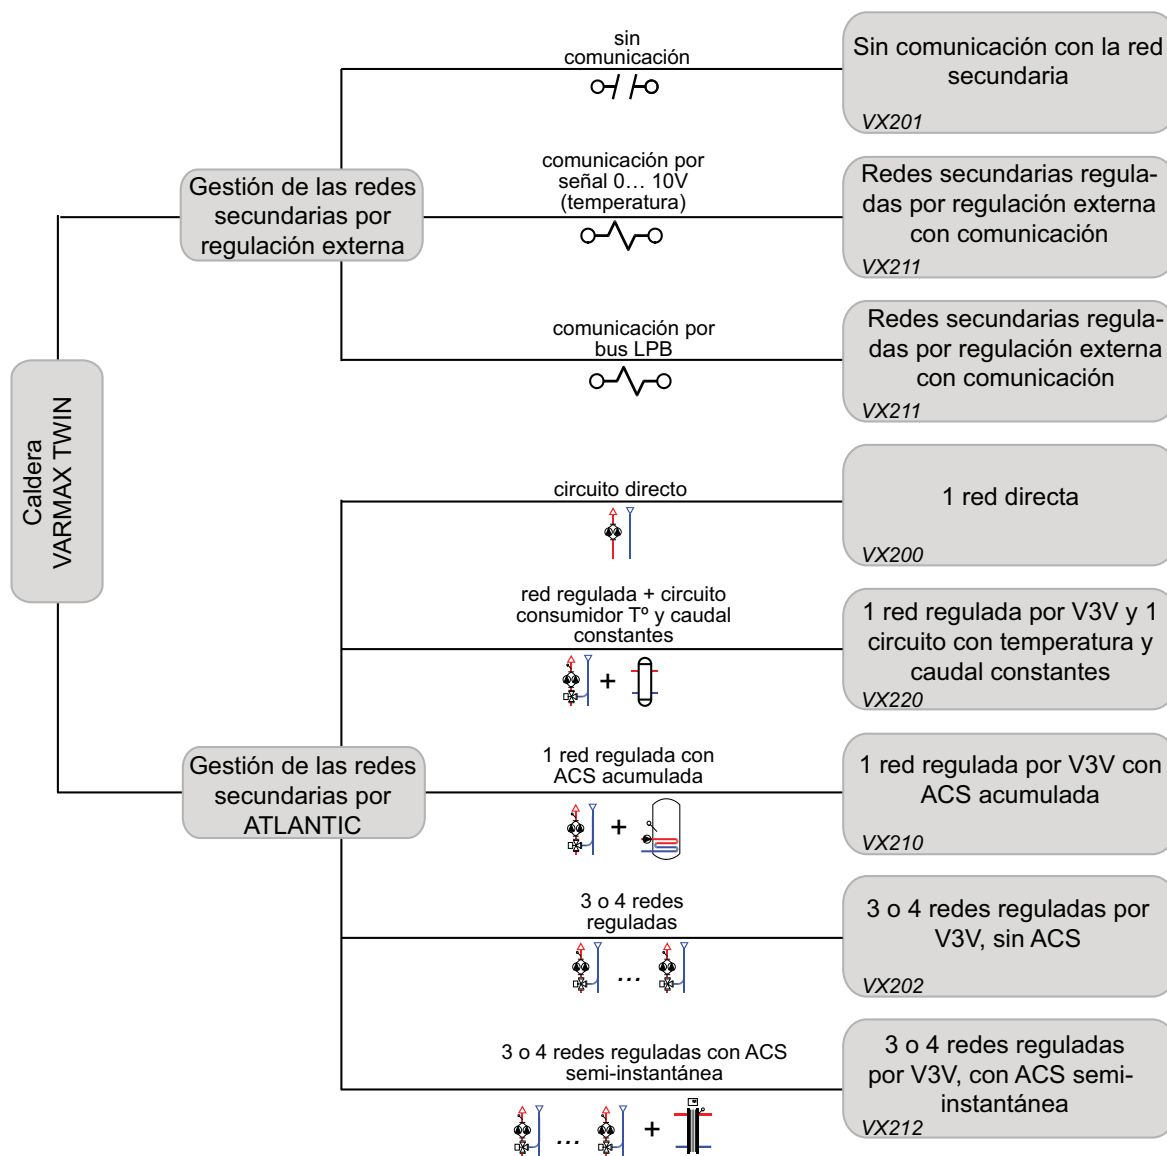 Caldera
VARMAX TWIN
Gestión de las redes
secundarias por
regulación externa
sin
comunicación
Sin comunicación con la red
secundaria
VX201
comunicación por
señal 0... 10V
(temperatura)
Redes secundarias regula-
das por regulación externa
con comunicación
VX211
comunicación por
bus LPB
Redes secundarias regula-
das por regulación externa
con comunicación
VX211
Gestión de las redes
secundarias por
ATLANTIC
circuito directo
1 red directa
VX200
red regulada + circuito
consumidor Tº y caudal
constantes
+
1 red regulada por V3V y 1
circuito con temperatura y
caudal constantes
VX220
1 red regulada con
ACS acumulada
+
1 red regulada por V3V con
ACS acumulada
VX210
3 o 4 redes
reguladas
...
3 o 4 redes reguladas por
V3V, sin ACS
VX202
3 o 4 redes reguladas con ACS
semi-instantánea
... +
3 o 4 redes reguladas
por V3V, con ACS semi-
instantánea
VX212